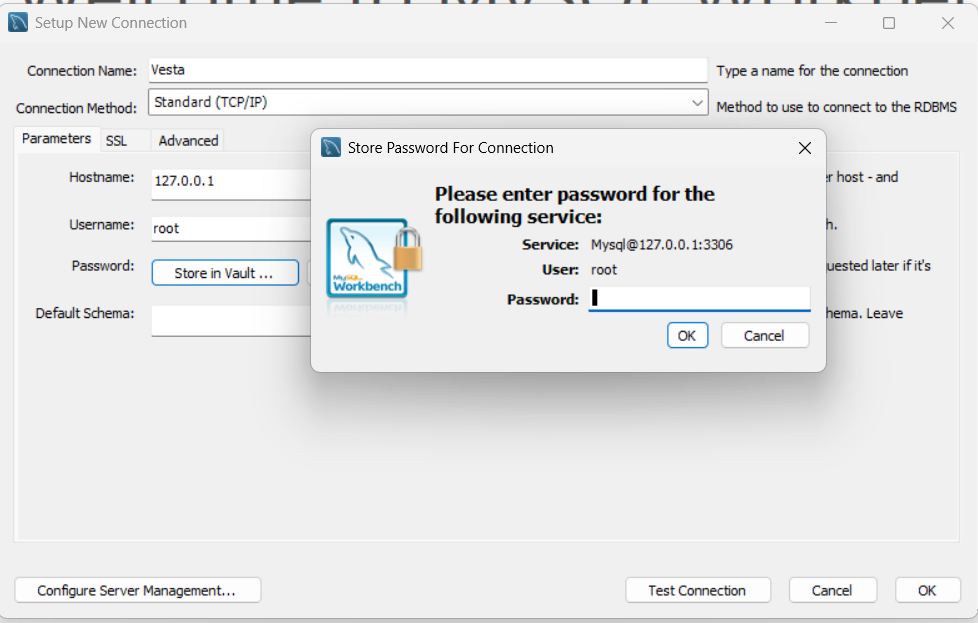 Setup New Connection
Connection Name: Vesta Type a name for the connection
Connection Method: Standard (TCP/IP) Method to use to connect to the RDBMS
Parameters SSL Advanced
Store Password For Connection
Hostname: 127.0.0.1 host - and
Please enter password for the
following service:
Username: root
Service: Mysql@127.0.0.1:3306
Password: Store in Vault ... if it's
User: root
MySQL
Workbench
Password:
Default Schema: Leave
OK Cancel
Configure Server Management... Test Connection Cancel OK